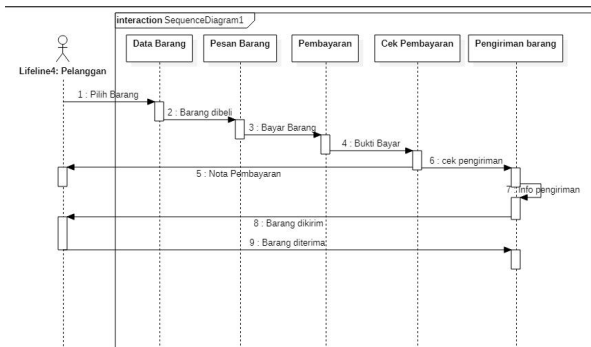 interaction SequenceDiagram1
Data Barang
Pesan Barang
Pembayaran
Cek Pembayaran
Pengiriman barang
Lifeline4: Pelanggan
1 : Pilih Barang
2 : Barang dibeli
3 : Bayar Barang
4 : Bukti Bayar
6 : cek pengiriman
5 : Nota Pembayaran
7 : Info pengiriman
8 : Barang dikirim
9 : Barang diterima